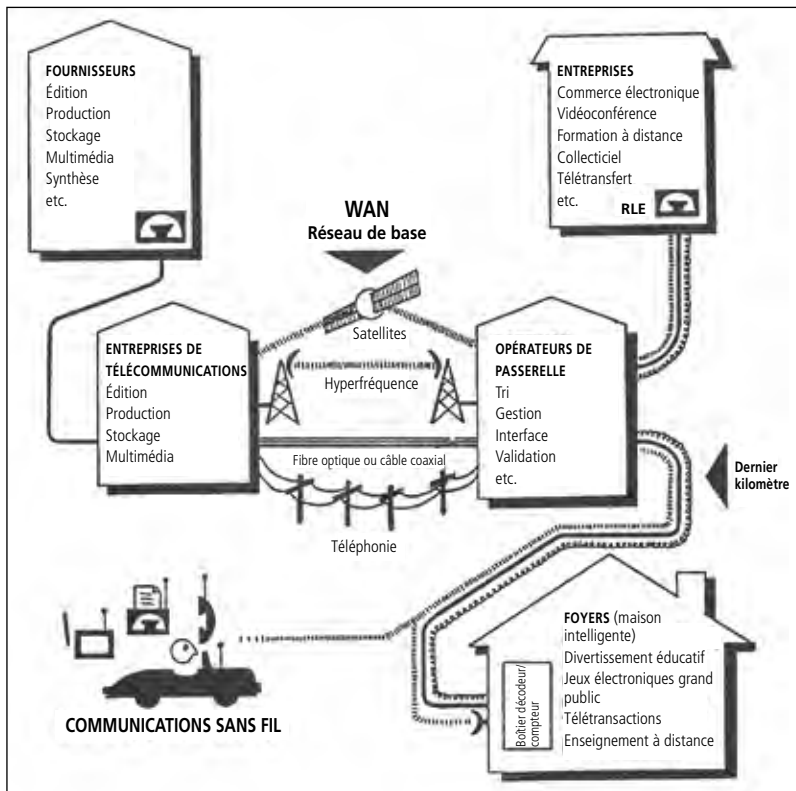 FOURNISSEURS
Édition
Production
Stockage
Multimédia
Synthèse
etc.
ENTREPRISES
Commerce électronique
Vidéoconférence
Formation à distance
Collecticiel
Télétransfert
etc.
RLE
WAN
Réseau de base
ENTREPRISES DE
TÉLÉCOMMUNICATIONS
Édition
Production
Stockage
Multimédia
Satellites
Hyperfréquence
Fibre optique ou câble coaxial
Téléphonie
OPÉRATEURS DE
PASSERELLE
Tri
Gestion
Interface
Validation
etc.
Dernier
kilomètre
COMMUNICATIONS SANS FIL
Boîtier décodeur/
compteur
FOYERS (maison
intelligente)
Divertissement éducatif
Jeux électroniques grand
public
Télétransactions
Enseignement à distance